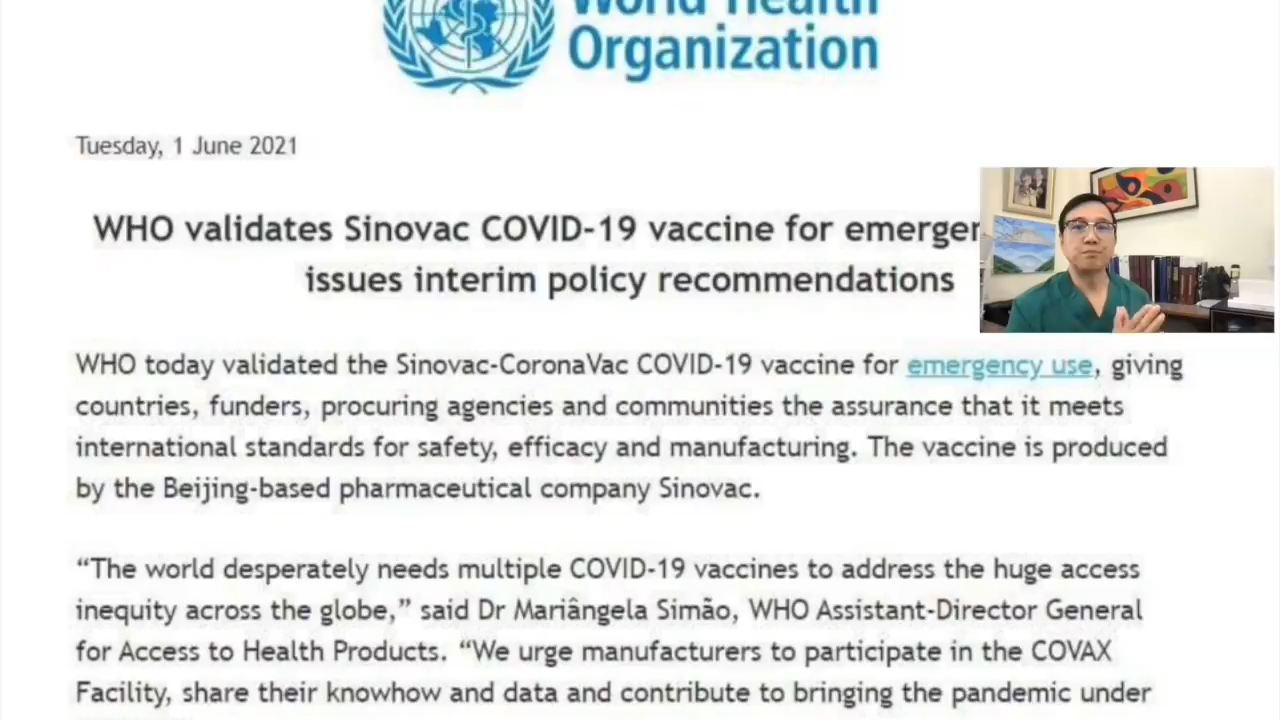 World Health
Organization
Tuesday, 1 June 2021
WHO validates Sinovac COVID-19 vaccine for
issues interim policy recommendations
WHO today validated the Sinovac-CoronaVac COVID-19 vaccine for emergency use, giving
countries, funders, procuring agencies and communities the assurance that it meets
international standards for safety, efficacy and manufacturing. The vaccine is produced
by the Beijing-based pharmaceutical company Sinovac.
“The world desperately needs multiple COVID-19 vaccines to address the huge access
inequity across the globe,” said Dr Mariângela Simão, WHO Assistant-Director General
for Access to Health Products. “We urge manufacturers to participate in the COVAX
Facility, share their knowhow and data and contribute to bringing the pandemic under